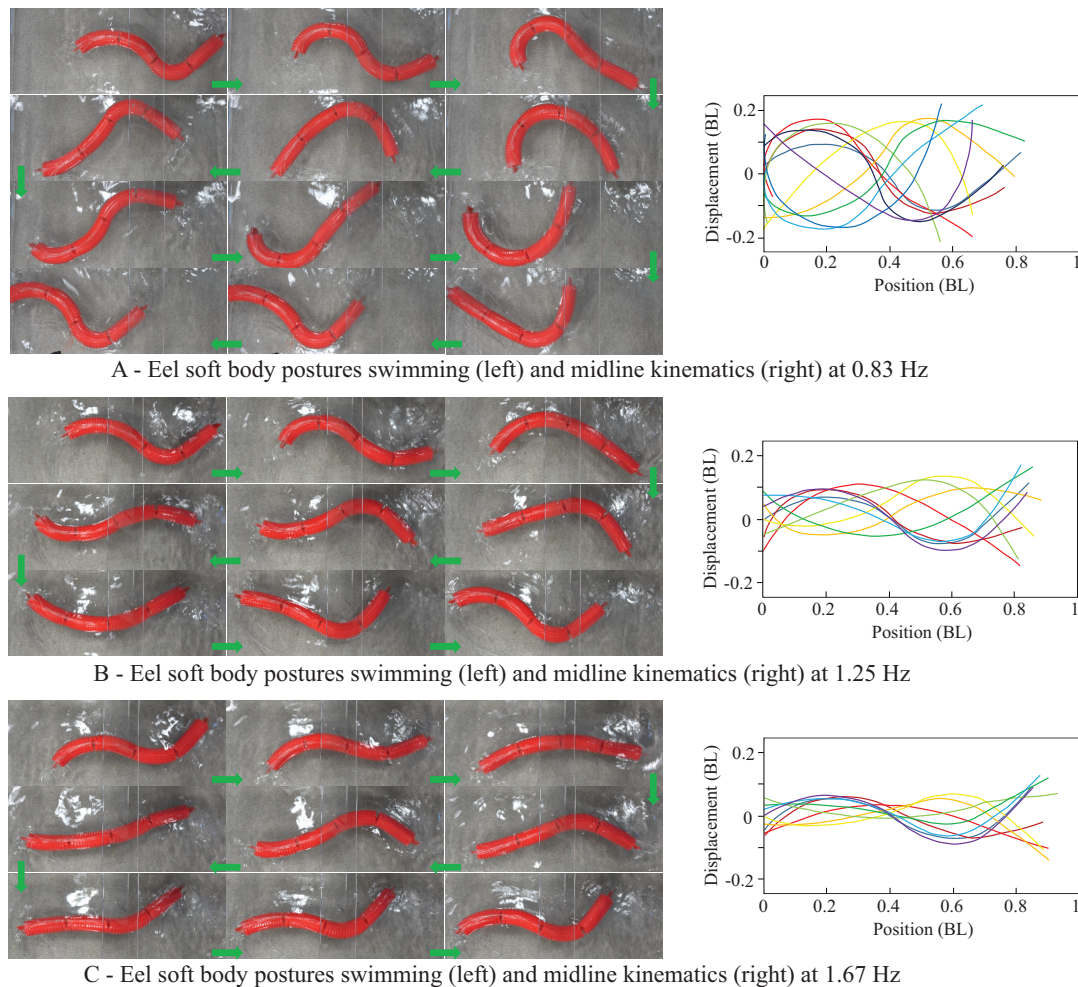 0.2
0
-0.2
Displacement (BL)
0 0.2 0.4 0.6 0.8 1
Position (BL)
A - Eel soft body postures swimming (left) and midline kinematics (right) at 0.83 Hz
0.2
0
-0.2
Displacement (BL)
0 0.2 0.4 0.6 0.8 1
Position (BL)
B - Eel soft body postures swimming (left) and midline kinematics (right) at 1.25 Hz
0.2
0
-0.2
Displacement (BL)
0 0.2 0.4 0.6 0.8 1
Position (BL)
C - Eel soft body postures swimming (left) and midline kinematics (right) at 1.67 Hz